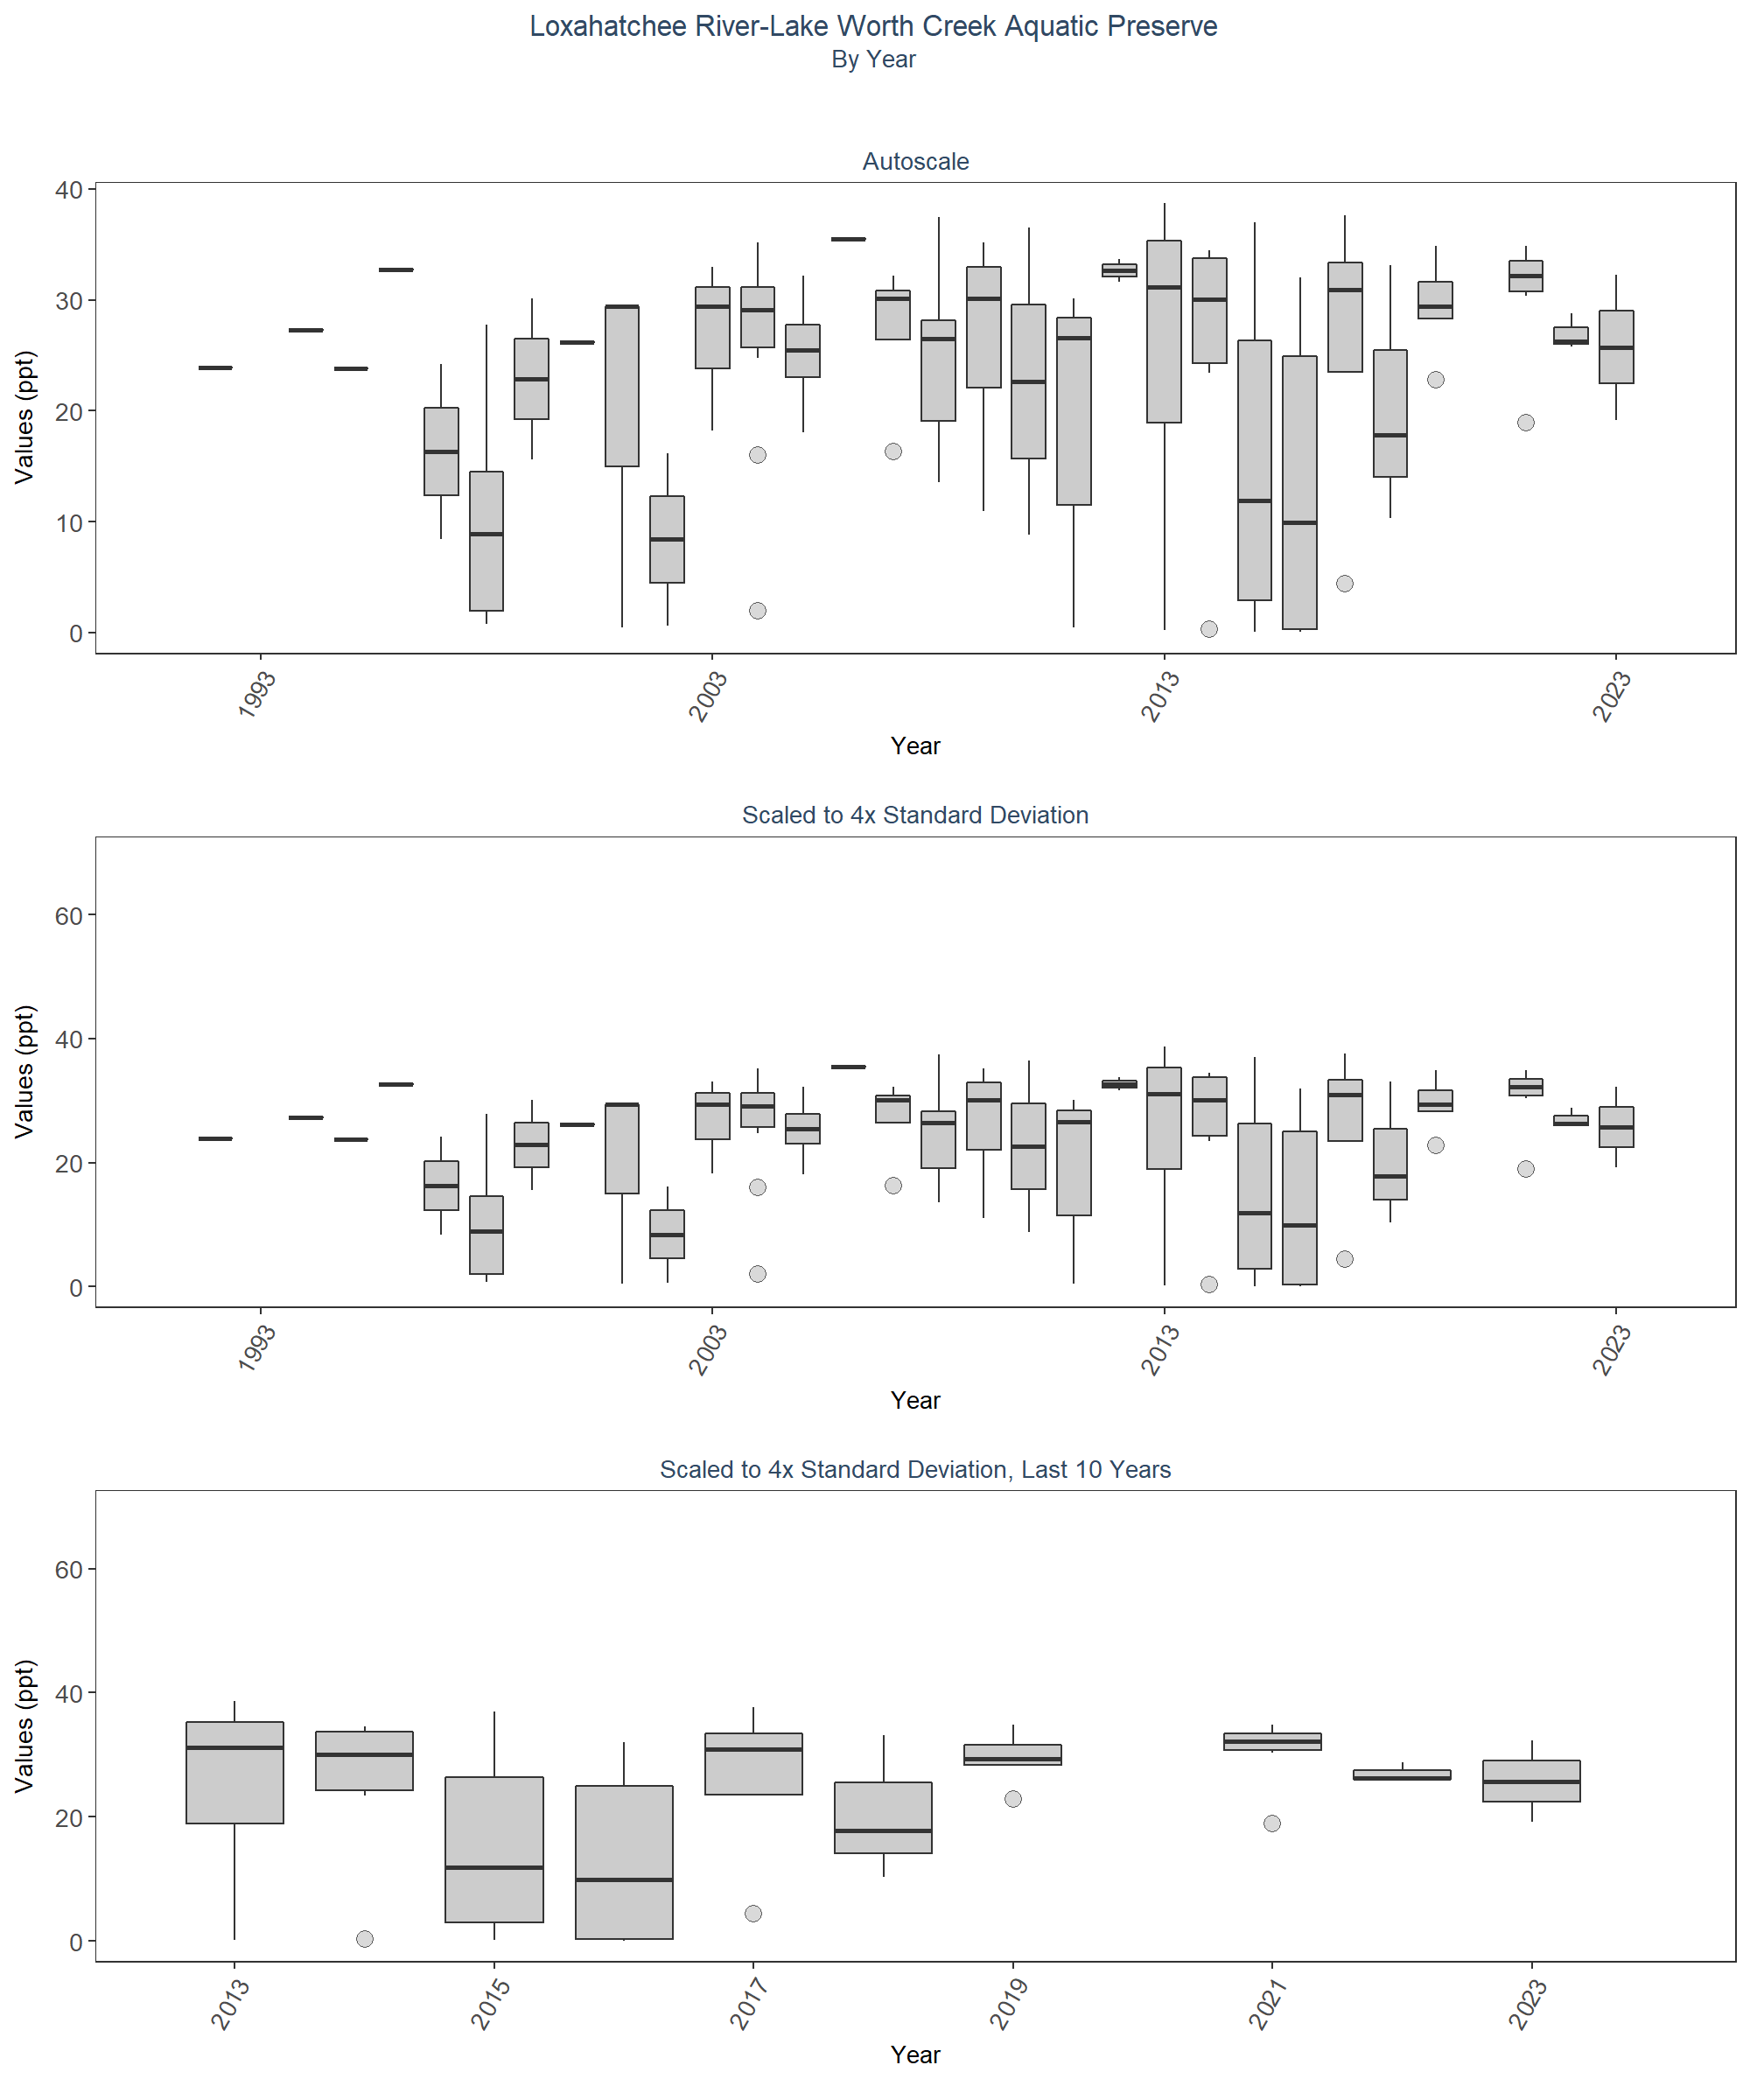 Loxahatchee River-Lake Worth Creek Aquatic Preserve
By Year
Autoscale
Values (ppt)
40
30
20
10
0
1993
2003
2013
2023
Year
Scaled to 4x Standard Deviation
Values (ppt)
60
40
20
0
1993
2003
2013
2023
Year
Scaled to 4x Standard Deviation, Last 10 Years
Values (ppt)
60
40
20
0
2013
2015
2017
2019
2021
2023
Year